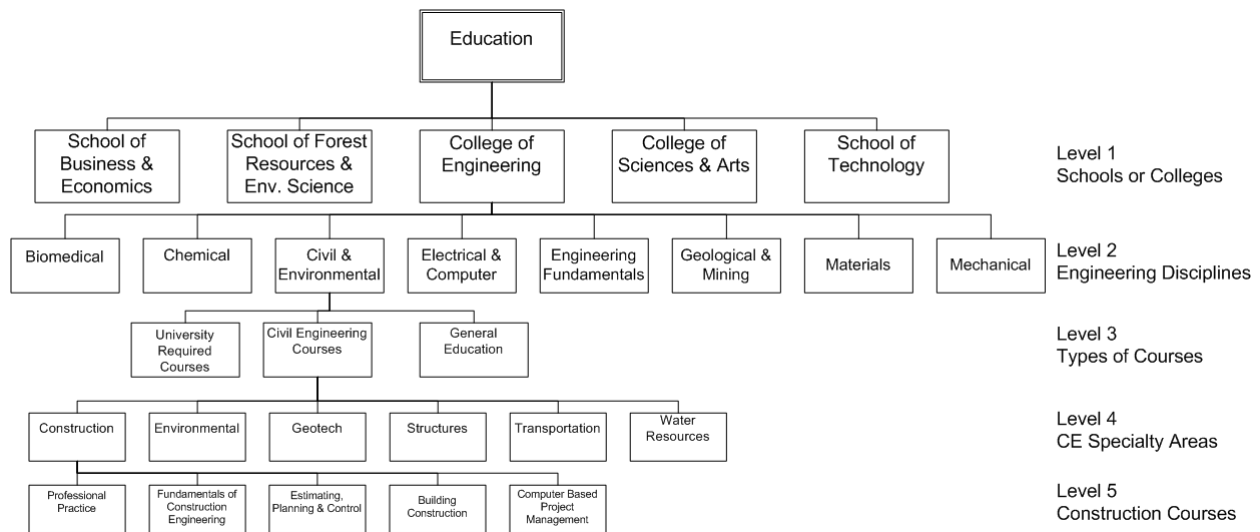 Education
School of
Business &
Economics
School of Forest
Resources &
Env. Science
College of
Engineering
College of
Sciences & Arts
School of
Technology
Level 1
Schools or Colleges
Biomedical
Chemical
Civil &
Environmental
Electrical &
Computer
Engineering
Fundamentals
Geological &
Mining
Materials
Mechanical
Level 2
Engineering Disciplines
University
Required
Courses
Civil Engineering
Courses
General
Education
Level 3
Types of Courses
Construction
Environmental
Geotech
Structures
Transportation
Water
Resources
Level 4
CE Specialty Areas
Professional
Practice
Fundamentals of
Construction
Engineering
Estimating,
Planning & Control
Building
Construction
Computer Based
Project
Management
Level 5
Construction Courses